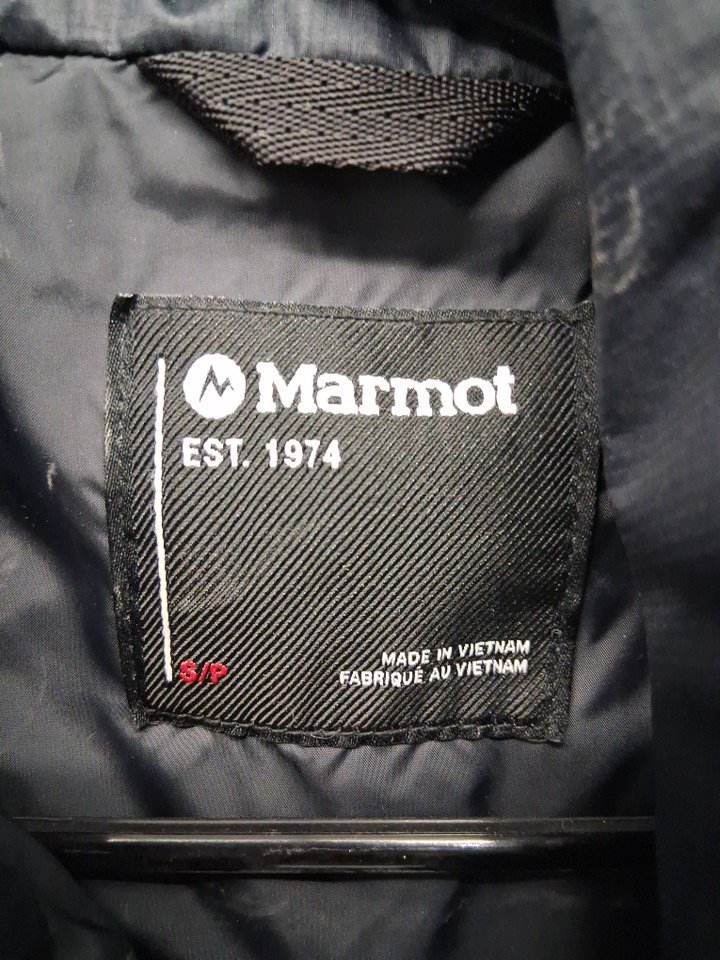 Marmot
EST. 1974
S/P
MADE IN VIETNAM
FABRIQUÉ AU VIETNAM